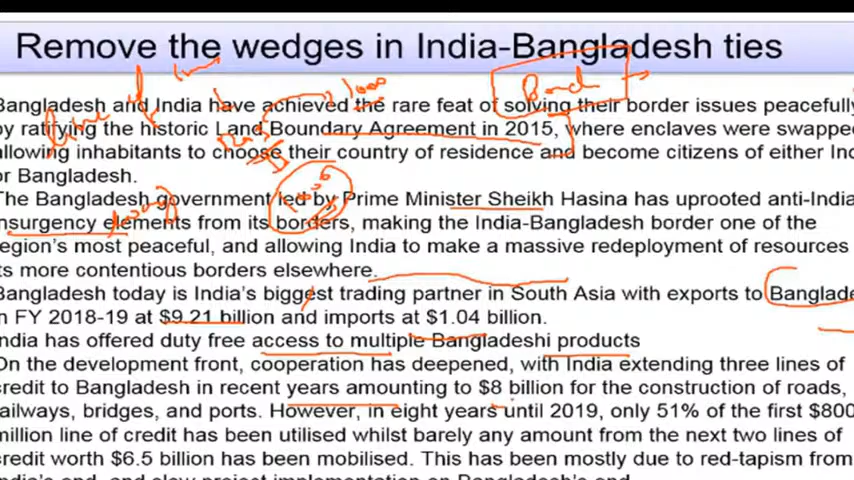 Remove the wedges in India-Bangladesh ties
Bond
1000
Bangladesh and India have achieved the rare feat of solving their border issues peacefully
by ratifying the historic Land Boundary Agreement in 2015, where enclaves were swapped
allowing inhabitants to choose their country of residence and become citizens of either Ind
or Bangladesh.
The Bangladesh government led by Prime Minister Sheikh Hasina has uprooted anti-India
insurgency elements from its borders, making the India-Bangladesh border one of the
region's most peaceful, and allowing India to make a massive redeployment of resources
its more contentious borders elsewhere.
Bangladesh today is India's biggest trading partner in South Asia with exports to Banglade
in FY 2018-19 at $9.21 billion and imports at $1.04 billion.
India has offered duty free access to multiple Bangladeshi products
On the development front, cooperation has deepened, with India extending three lines of
credit to Bangladesh in recent years amounting to $8 billion for the construction of roads,
railways, bridges, and ports. However, in eight years until 2019, only 51% of the first $800
million line of credit has been utilised whilst barely any amount from the next two lines of
credit worth $6.5 billion has been mobilised. This has been mostly due to red-tapism from
India's end, and slow project implementation on Bangladesh's end.